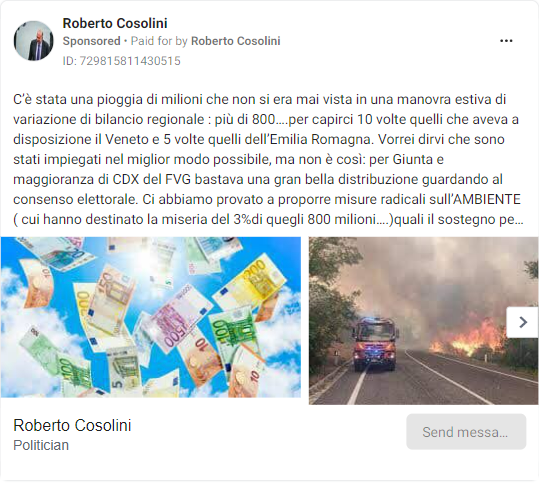 Roberto Cosolini
Sponsored • Paid for by Roberto Cosolini
ID: 729815811430515
C'è stata una pioggia di milioni che non si era mai vista in una manovra estiva di
variazione di bilancio regionale : più di 800....per capirci 10 volte quelli che aveva a
disposizione il Veneto e 5 volte quelli dell'Emilia Romagna. Vorrei dirvi che sono
stati impiegati nel miglior modo possibile, ma non è così: per Giunta e
maggioranza di CDX del FVG bastava una gran bella distribuzione guardando al
consenso elettorale. Ci abbiamo provato a proporre misure radicali sull'AMBIENTE
( cui hanno destinato la miseria del 3%di quegli 800 milioni....)quali il sostegno pe...
Roberto Cosolini
Politician
Send messa...